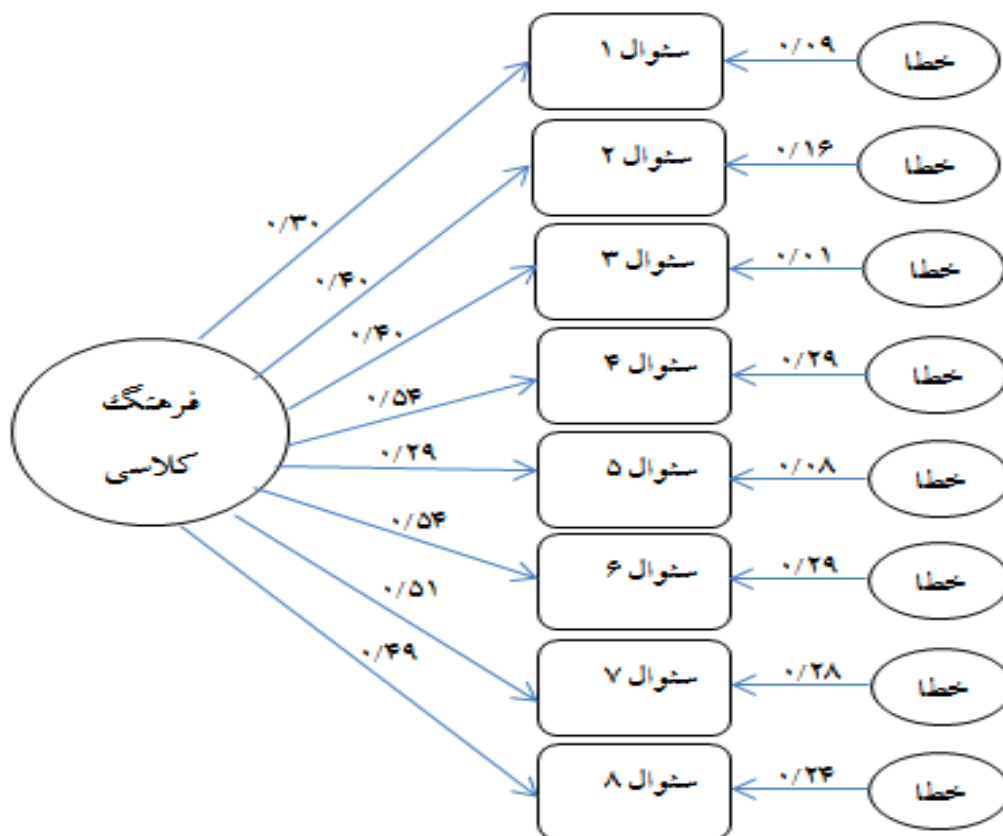 سئوال ۱
۰/۰۹
خطا
سئوال ۲
۰/۱۶
خطا
۰/۳۰
سئوال ۳
۰/۰۱
خطا
۰/۴۰
۰/۴۰
سئوال ۴
۰/۲۹
خطا
فرهنگ
کلاسی
۰/۵۴
۰/۲۹
سئوال ۵
۰/۰۸
خطا
۰/۵۴
سئوال ۶
۰/۲۹
خطا
۰/۵۱
۰/۴۹
سئوال ۷
۰/۲۸
خطا
سئوال ۸
۰/۲۴
خطا